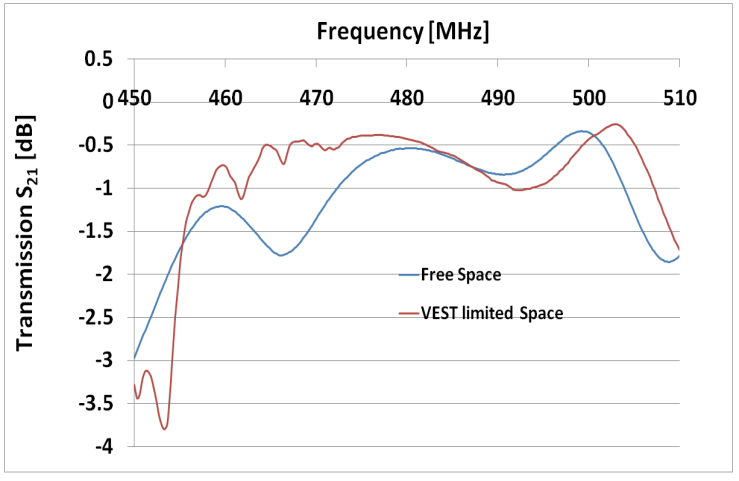 Frequency [MHz]
0.5
450 460 470 480 490 500 510
0
-0.5
-1
-1.5
-2
-2.5
-3
-3.5
-4
Transmission S21 [dB]
Free Space
VEST limited Space